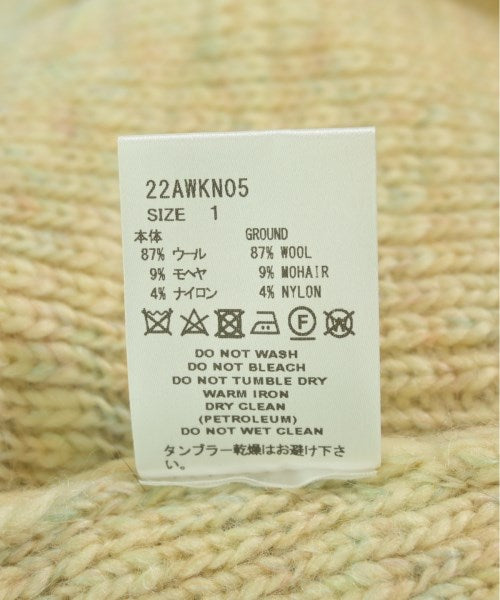 22AWKN05
SIZE 1
本体 GROUND
87% ウール 87% WOOL
9% モヘヤ 9% MOHAIR
4% ナイロン 4% NYLON
F W
DO NOT WASH
DO NOT BLEACH
DO NOT TUMBLE DRY
WARM IRON
DRY CLEAN
(PETROLEUM)
DO NOT WET CLEAN
タンブラー乾燥はお避け下さ
い。